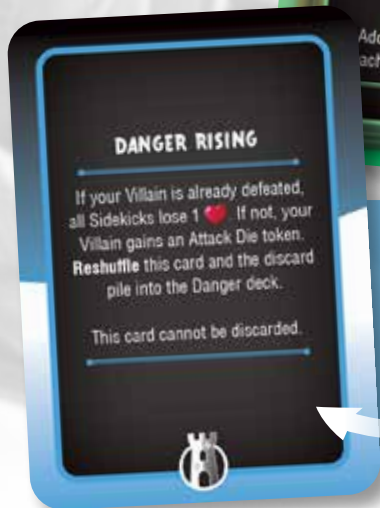 DANGER RISING
If your Villain is already defeated,
all Sidekicks lose 1 ❤. If not, your
Villain gains an Attack Die token.
Reshuffle this card and the discard
pile into the Danger deck.
This card cannot be discarded.